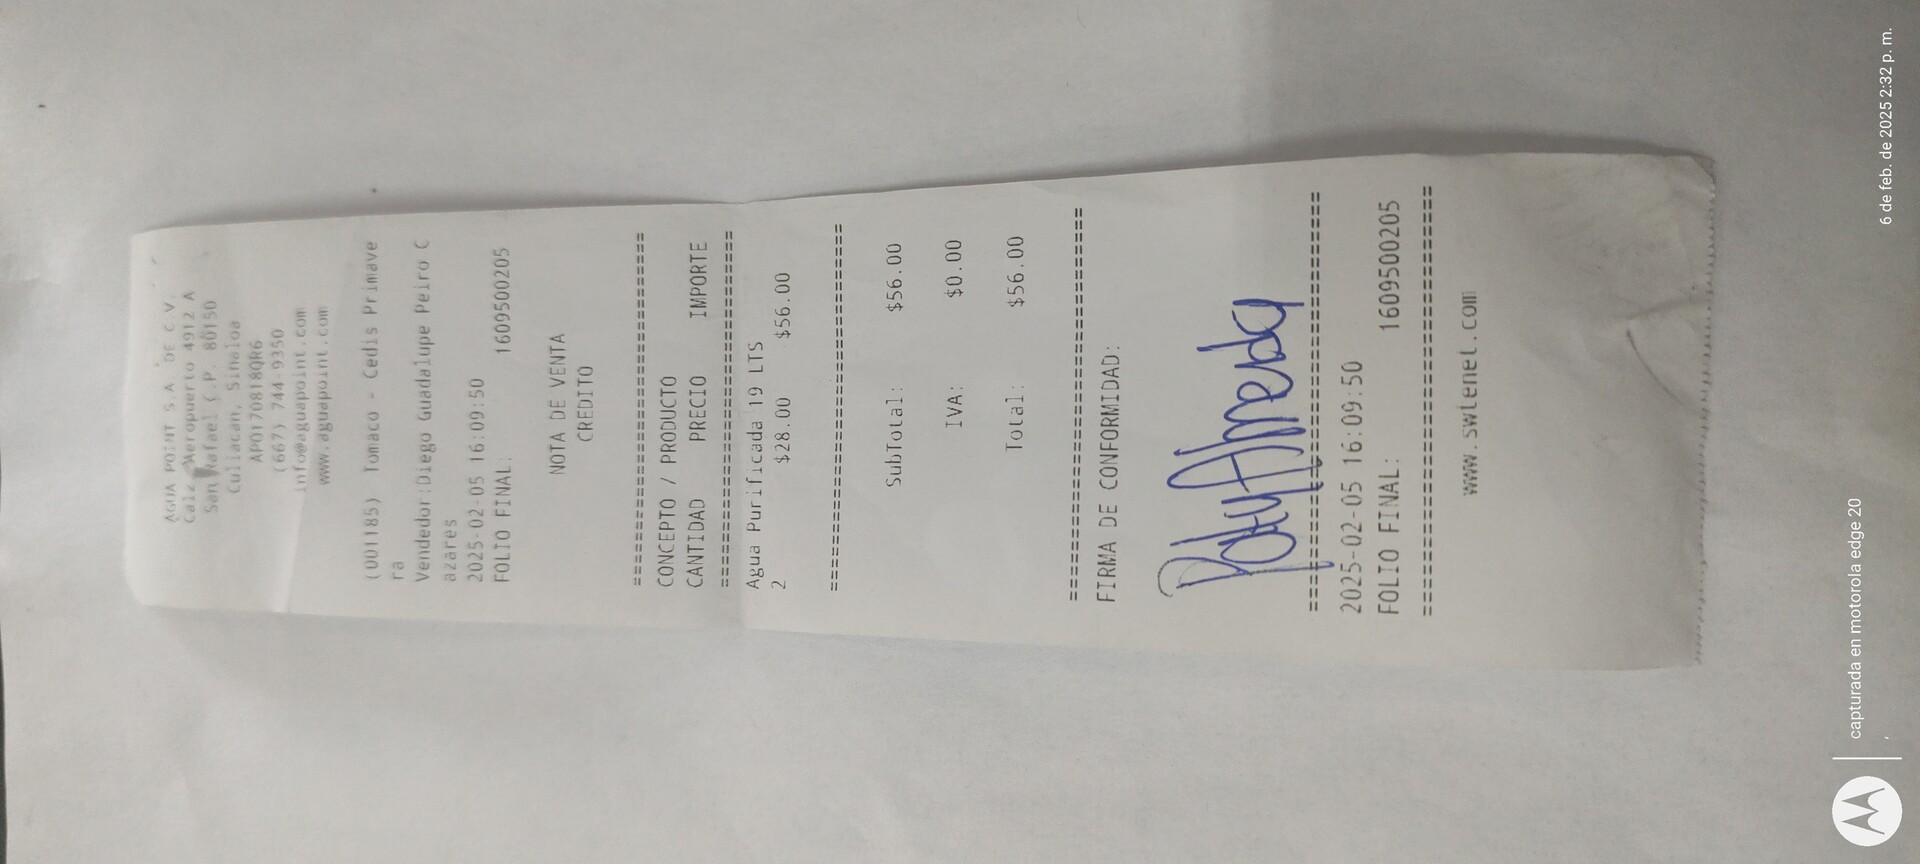 AGUA POINT S.A. DE C.V.
Calz Aeropuerto 4912 A
San Rafael C.P. 80150
Culiacan, Sinaloa
APO170818QR6
(667) 744-9350
info@aguapoint.com
www.aguapoint.com
(001185) Tomaco - Cedis Primave
ra
Vendedor:Diego Guadalupe Peiro C
azares
2025-02-05 16:09:50
FOLIO FINAL: 1609500205
NOTA DE VENTA
CREDITO
================================
CONCEPTO / PRODUCTO
CANTIDAD PRECIO IMPORTE
================================
Agua Purificada 19 LTS
2 $28.00 $56.00
================================
SubTotal: $56.00
IVA: $0.00
Total: $56.00
================================
FIRMA DE CONFORMIDAD:
================================
2025-02-05 16:09:50
FOLIO FINAL: 1609500205
================================
www.swlenet.com
capturada en motorola edge 20
6 de feb. de 2025 2:32 p. m.